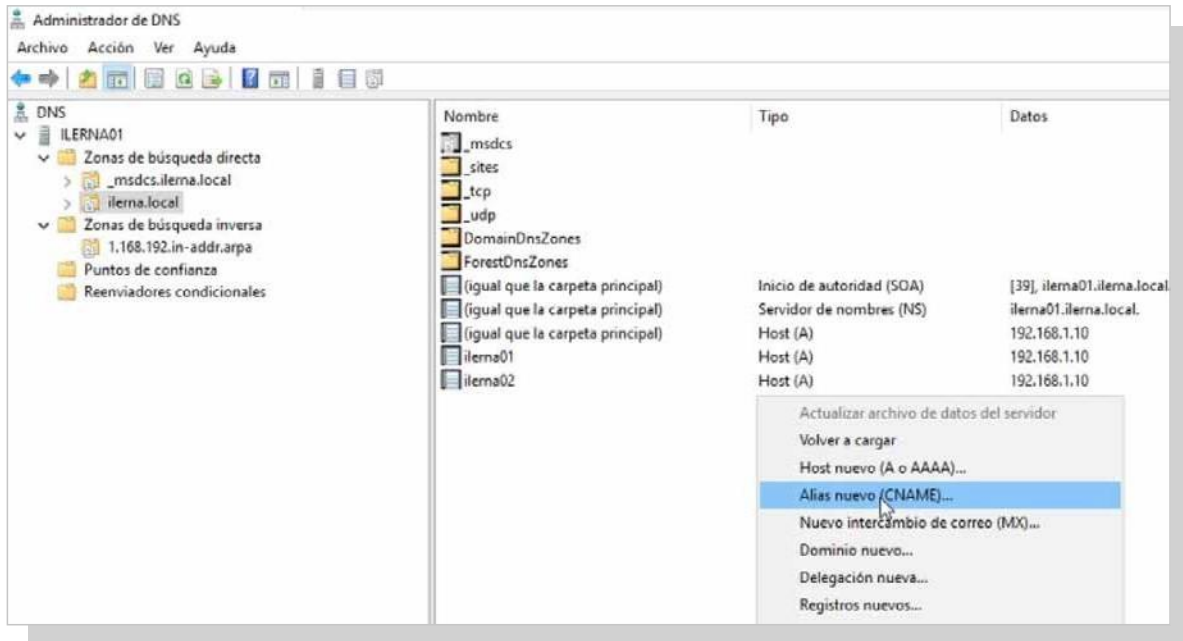 Administrador de DNS
Archivo Acción Ver Ayuda
DNS
ILERNA01
Zonas de búsqueda directa
_msdcs.ilerna.local
ilerna.local
Zonas de búsqueda inversa
1.168.192.in-addr.arpa
Puntos de confianza
Reenviadores condicionales
Nombre Tipo Datos
_msdcs
_sites
_tcp
_udp
DomainDnsZones
ForestDnsZones
(igual que la carpeta principal) Inicio de autoridad (SOA) [39], ilerna01.ilerna.local.
(igual que la carpeta principal) Servidor de nombres (NS) ilerna01.ilerna.local.
(igual que la carpeta principal) Host (A) 192.168.1.10
ilerna01 Host (A) 192.168.1.10
ilerna02 Host (A) 192.168.1.10
Actualizar archivo de datos del servidor
Volver a cargar
Host nuevo (A o AAAA)...
Alias nuevo (CNAME)...
Nuevo intercambio de correo (MX)...
Dominio nuevo...
Delegación nueva...
Registros nuevos...